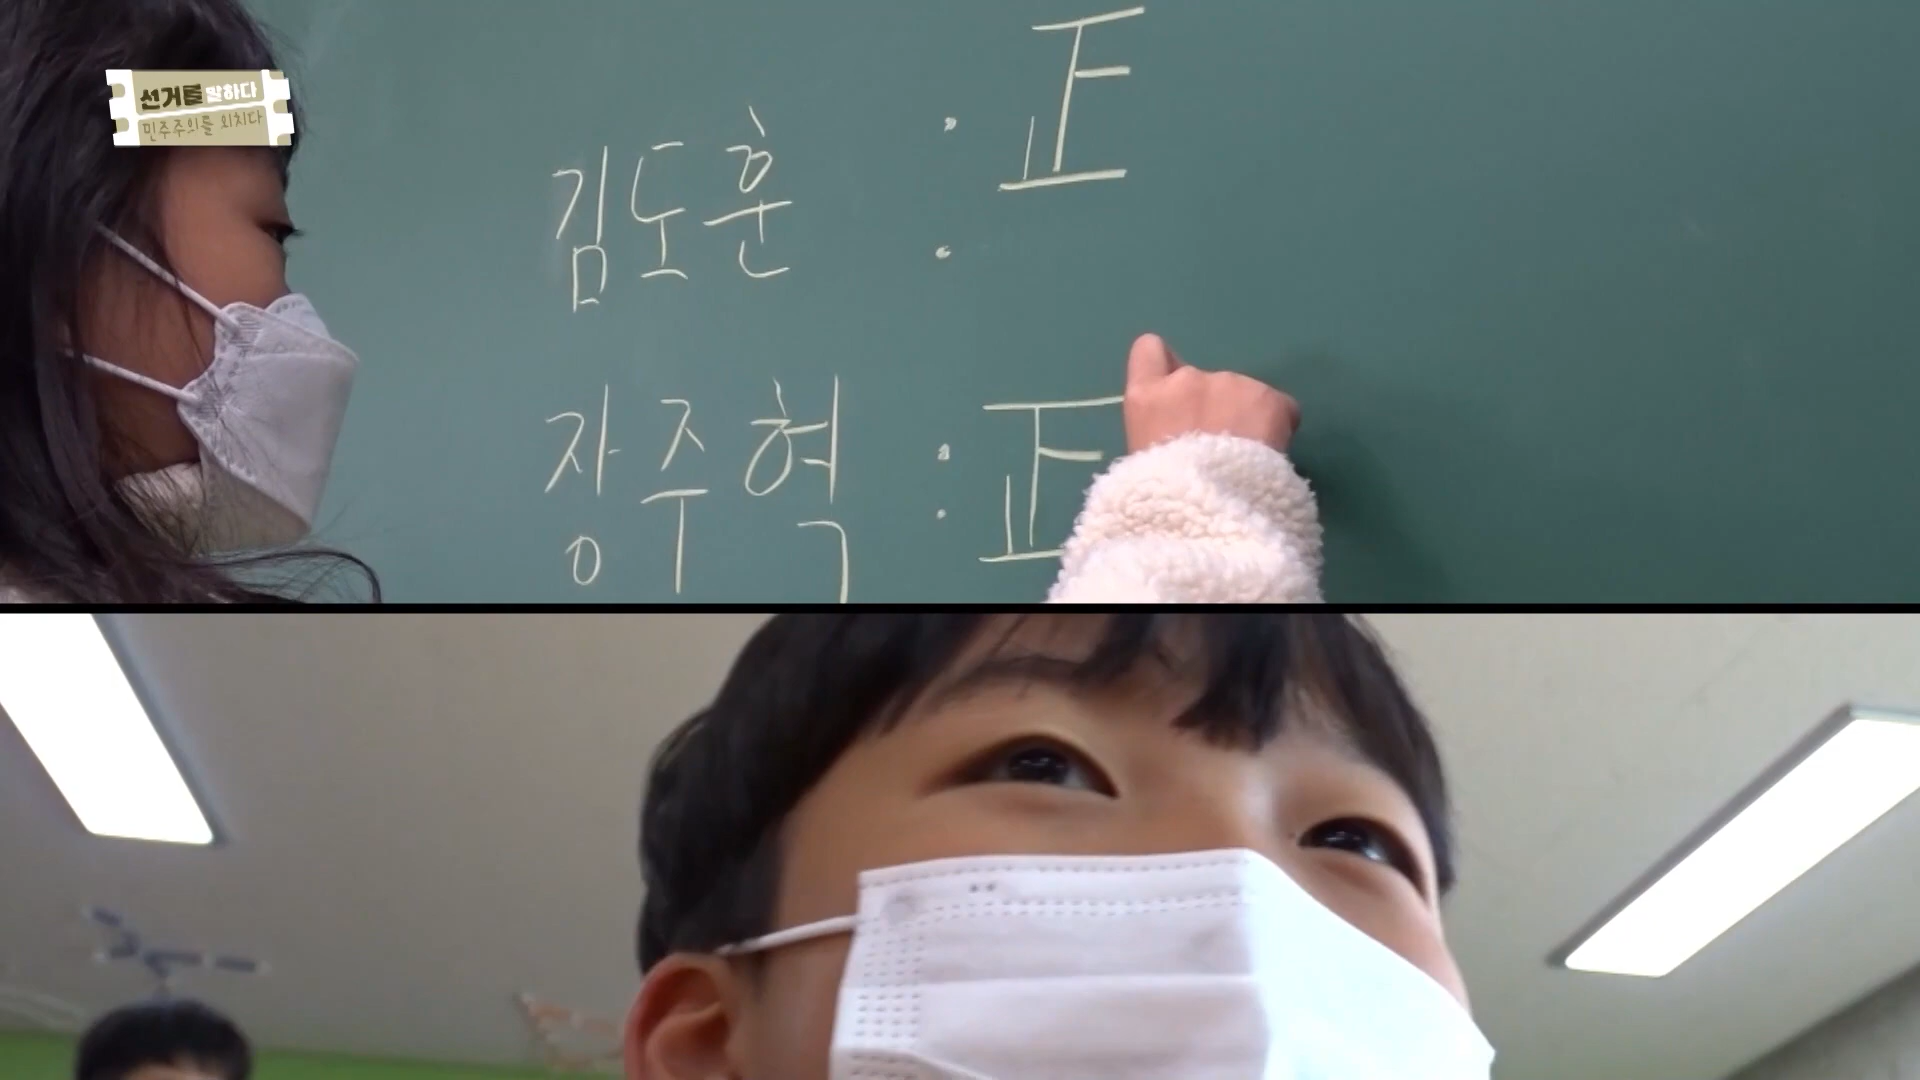 선거를 말하다
민주주의를 외치다
김도훈 : 正
장주혁 : 正